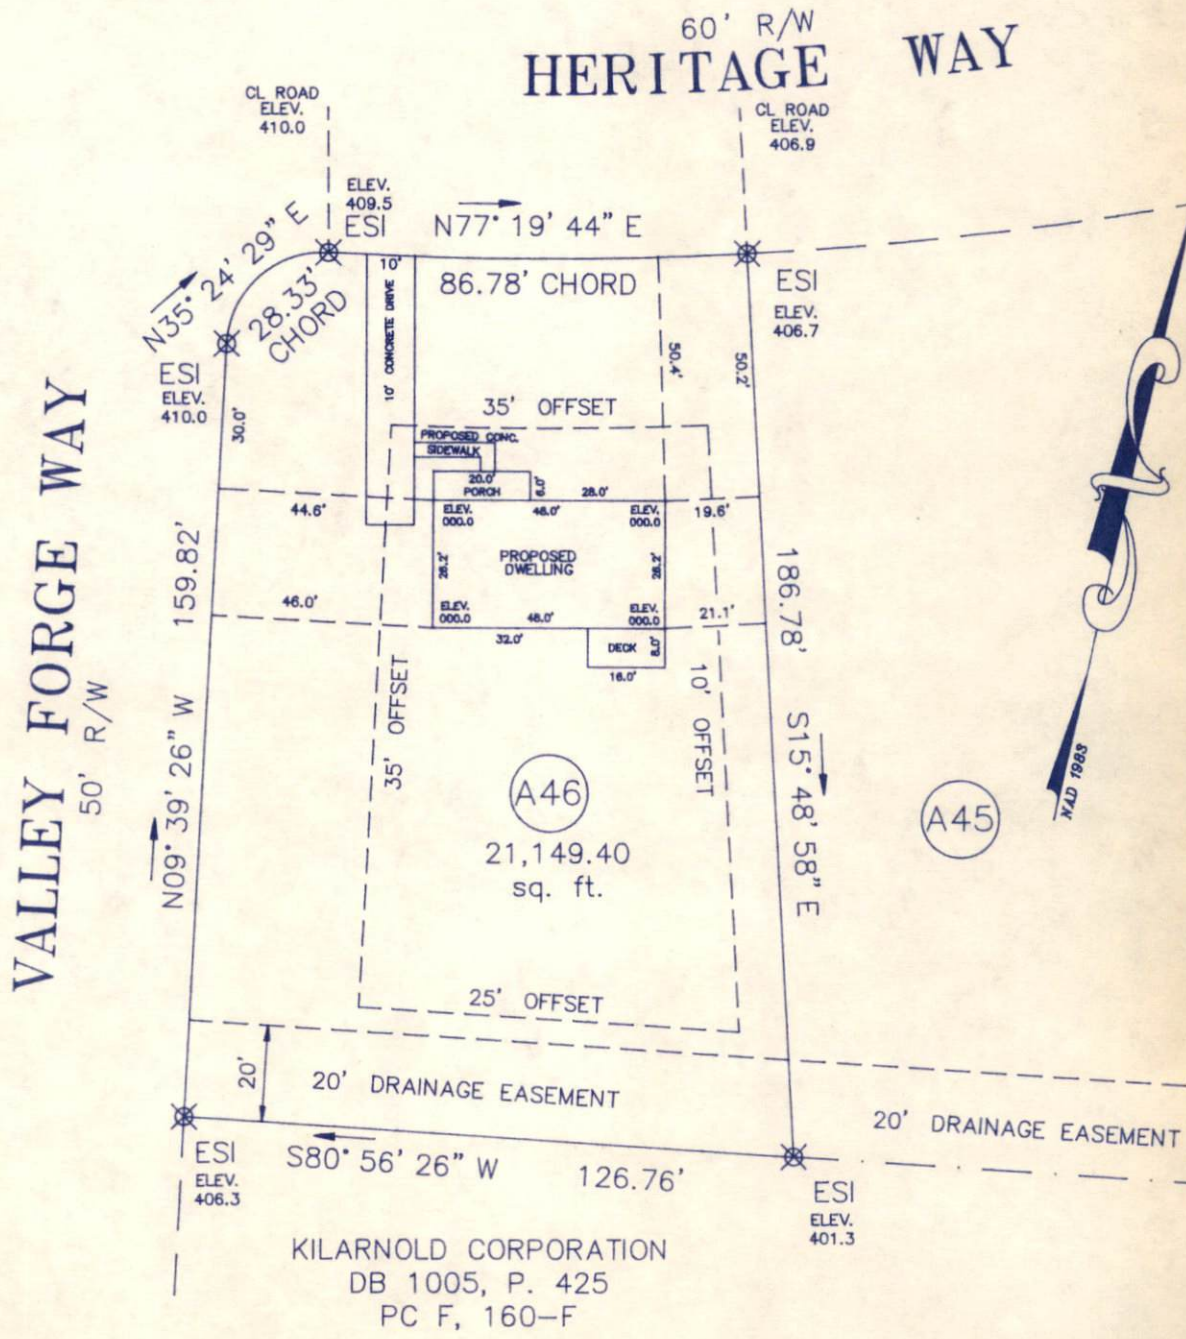 60' R/W
HERITAGE WAY
CL ROAD
ELEV.
410.0
CL ROAD
ELEV.
406.9
ELEV.
409.5
ESI
N77° 19' 44" E
N35° 24' 29" E
28.33'
CHORD
10'
86.78' CHORD
ESI
ELEV.
406.7
10' CONCRETE DRIVE
ESI
ELEV.
410.0
30.0'
50.4'
50.2'
35' OFFSET
PROPOSED CONC.
SIDEWALK
20.0'
PORCH
6.0'
28.0'
44.6'
ELEV.
000.0
48.0'
ELEV.
000.0
19.6'
VALLEY FORGE WAY
50' R/W
159.82'
N09° 39' 26" W
26.2'
PROPOSED
DWELLING
26.2'
186.78' S15° 48' 58" E
46.0'
ELEV.
000.0
48.0'
ELEV.
000.0
21.1'
32.0'
DECK
8.0'
16.0'
35' OFFSET
10' OFFSET
NAD 1983
A46
21,149.40
sq. ft.
A45
25' OFFSET
20'
20' DRAINAGE EASEMENT
20' DRAINAGE EASEMENT
ESI
ELEV.
406.3
S80° 56' 26" W 126.76'
ESI
ELEV.
401.3
KILARNOLD CORPORATION
DB 1005, P. 425
PC F, 160-F